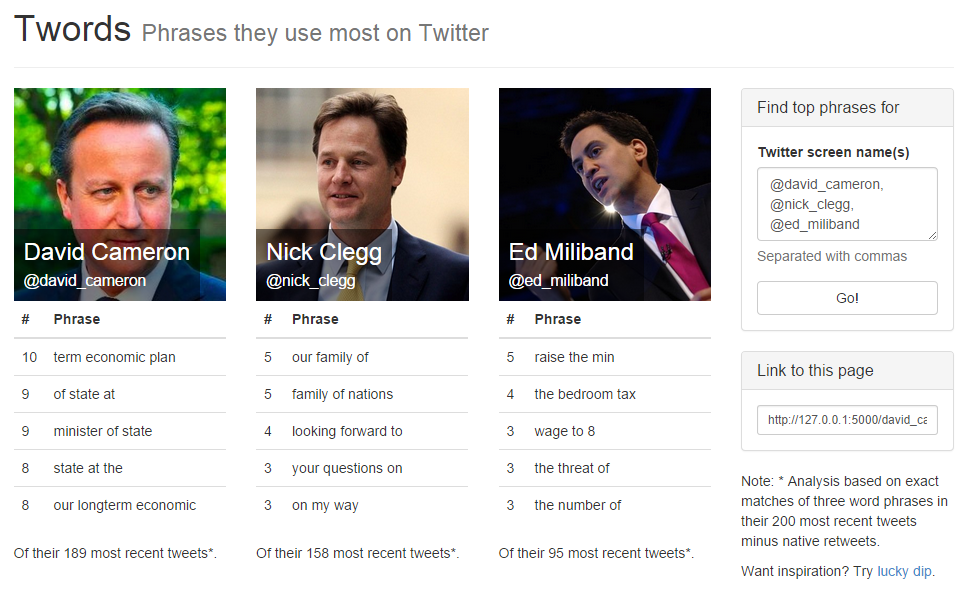 Twords Phrases they use most on Twitter
David Cameron
@david_cameron
# Phrase
10 term economic plan
9 of state at
9 minister of state
8 state at the
8 our longterm economic
Of their 189 most recent tweets*.
Nick Clegg
@nick_clegg
# Phrase
5 our family of
5 family of nations
4 looking forward to
3 your questions on
3 on my way
Of their 158 most recent tweets*.
Ed Miliband
@ed_miliband
# Phrase
5 raise the min
4 the bedroom tax
3 wage to 8
3 the threat of
3 the number of
Of their 95 most recent tweets*.
Find top phrases for
Twitter screen name(s)
@david_cameron,
@nick_clegg,
@ed_miliband
Separated with commas
Go!
Link to this page
http://127.0.0.1:5000/david_ca
Note: * Analysis based on exact
matches of three word phrases in
their 200 most recent tweets
minus native retweets.
Want inspiration? Try lucky dip.